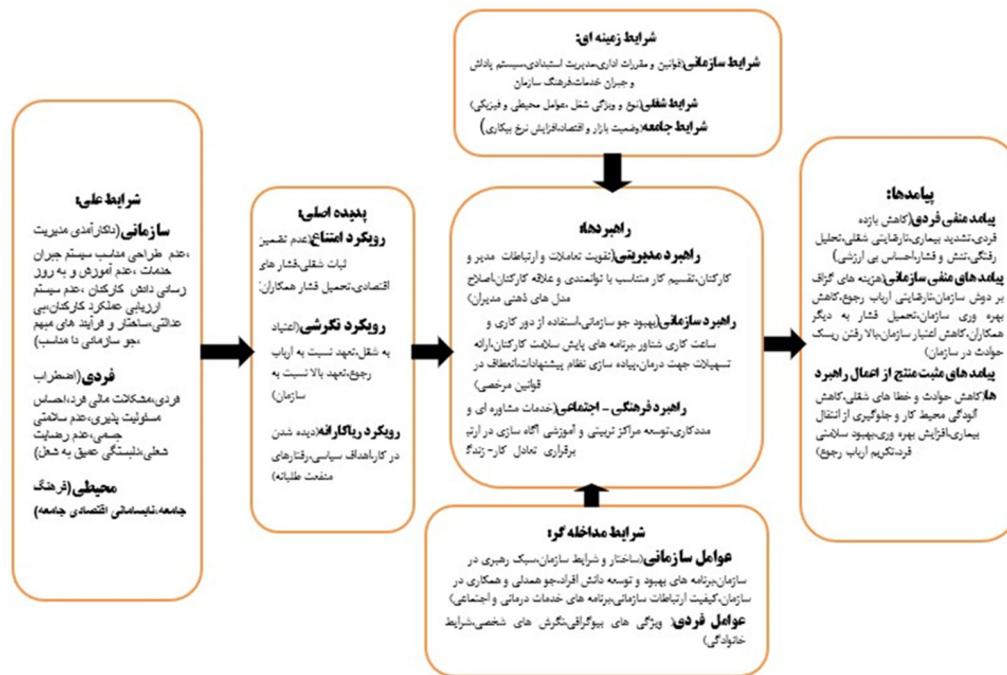 شرایط علی:
سازمانی(ناکارآمدی مدیریت
،عدم طراحی مناسب سیستم جبران
خدمات ،عدم آموزش و به روز
رسانی دانش کارکنان ،عدم سیستم
ارزیابی عملکرد کارکنان،بی
عدالتی،ساختار و فرآیند های مبهم
،جو سازمانی نا مناسب)
فردی(اضطراب
فردی،مشکلات مالی فرد،احساس
مسئولیت پذیری،عدم سلامتی
جسمی،عدم رضایت
شغلی،دلبستگی عمیق به شغل)
محیطی(فرهنگ
جامعه،نابسامانی اقتصادی جامعه)
پدیده اصلی:
رویکرد امتناع(عدم تضمین
ثبات شغلی،فشار های
اقتصادی،تحمیل فشار همکاران)
رویکرد نگرشی(اعتیاد
به شغل،تعهد نسبت به ارباب
رجوع،تعهد بالا نسبت به
سازمان)
رویکرد ریاکارانه(دیده شدن
در کار،اهداف سیاسی،رفتارهای
منفعت طلبانه)
شرایط زمینه ای:
شرایط سازمانی(قوانین و مقررات اداری،مدیریت استبدادی،سیستم پاداش
و جبران خدمات،فرهنگ سازمان
شرایط شغلی(نوع و ویژگی شغل ،عوامل محیطی و فیزیکی)
شرایط جامعه(وضعیت بازار و اقتصاد،افزایش نرخ بیکاری)
راهبردها:
راهبرد مدیریتی(تقویت تعاملات و ارتباطات مدیر و
کارکنان،تقسیم کار متناسب با توانمندی و علاقه کارکنان،اصلاح
مدل های ذهنی مدیران)
راهبرد سازمانی(بهبود جو سازمانی،استفاده از دور کاری و
ساعت کاری شناور،برنامه های پایش سلامت کارکنان،ارائه
تسهیلات جهت درمان،پیاده سازی نظام پیشنهادات،انعطاف در
قوانین مرخصی)
راهبرد فرهنگی - اجتماعی(خدمات مشاوره ای و
مددکاری،توسعه مراکز تربیتی و آموزشی آگاه سازی در
برقراری تعادل کار-
شرایط مداخله گر:
عوامل سازمانی(ساختار و شرایط سازمان،سبک رهبری در
سازمان،برنامه های بهبود و توسعه دانش افراد،جو همدلی و همکاری در
سازمان،کیفیت ارتباطات سازمانی،برنامه های خدمات درمانی و اجتماعی)
عوامل فردی( ویژگی های بیوگرافی،نگرش های شخصی،شرایط
خانوادگی)
پیامدها:
پیامد منفی فردی(کاهش بازده
فردی،تشدید بیماری،نارضایتی شغلی،تحلیل
رفتگی،تنش و فشار،احساس بی ارزشی)
پیامد های منفی سازمانی(هزینه های گزاف
بر دوش سازمان،نارضایتی ارباب رجوع،کاهش
بهره وری سازمان،تحمیل فشار به دیگر
همکاران،کاهش اعتبار سازمان،بالا رفتن ریسک
حوادث در سازمان)
پیامد های مثبت منتج از اعمال راهبرد
ها(کاهش حوادث و خطا های شغلی،کاهش
آلودگی محیط کار و جلوگیری از انتقال
بیماری،افزایش بهره وری،بهبود سلامتی
فرد،تکریم ارباب رجوع)